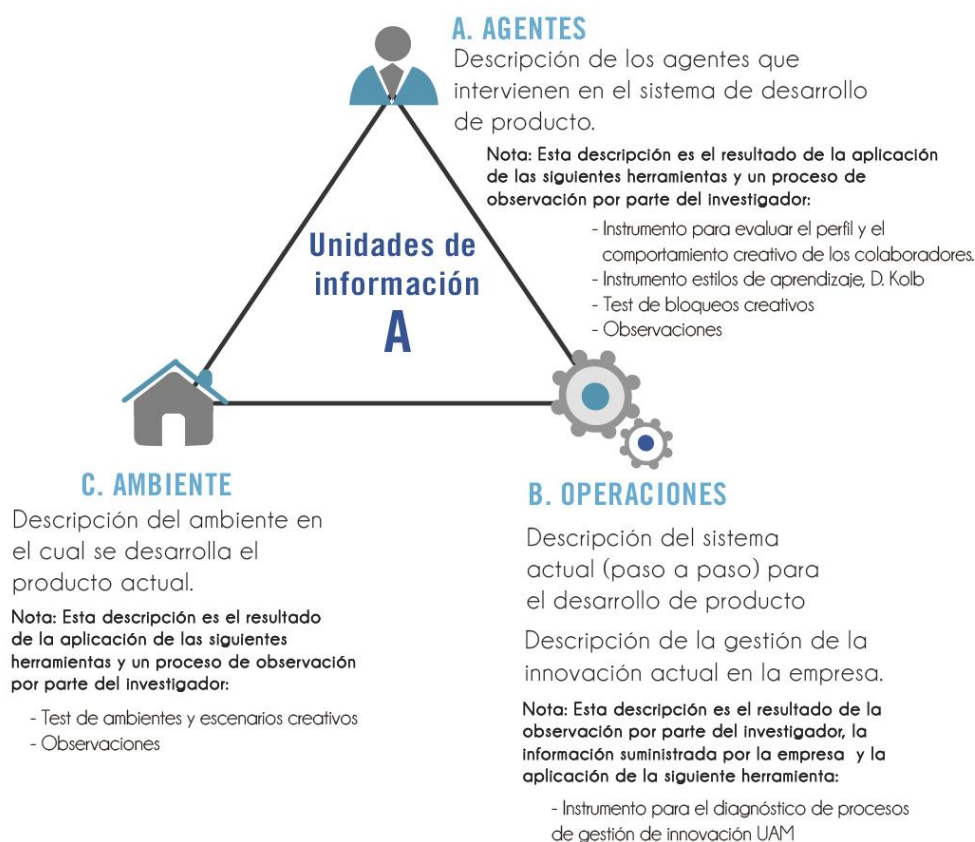 A. AGENTES
Descripción de los agentes que
intervienen en el sistema de desarrollo
de producto.
Nota: Esta descripción es el resultado de la aplicación
de las siguientes herramientas y un proceso de
observación por parte del investigador:
- Instrumento para evaluar el perfil y el
comportamiento creativo de los colaboradores.
- Instrumento estilos de aprendizaje, D. Kolb
- Test de bloqueos creativos
- Observaciones
Unidades de
información
A
C. AMBIENTE
Descripción del ambiente en
el cual se desarrolla el
producto actual.
Nota: Esta descripción es el resultado
de la aplicación de las siguientes
herramientas y un proceso de observación
por parte del investigador:
- Test de ambientes y escenarios creativos
- Observaciones
B. OPERACIONES
Descripción del sistema
actual (paso a paso) para
el desarrollo de producto
Descripción de la gestión de la
innovación actual en la empresa.
Nota: Esta descripción es el resultado de la
observación por parte del investigador, la
información suministrada por la empresa y la
aplicación de la siguiente herramienta:
- Instrumento para el diagnóstico de procesos
de gestión de innovación UAM